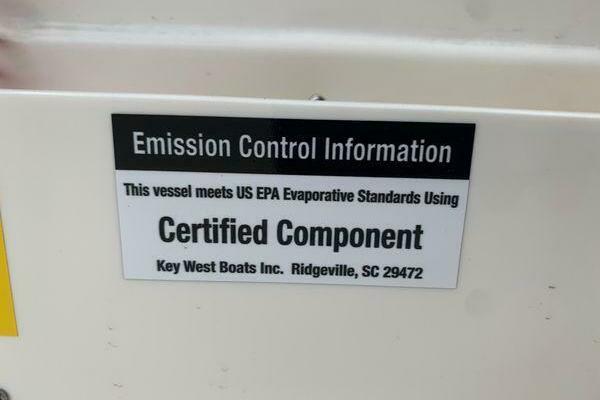 Emission Control Information
This vessel meets US EPA Evaporative Standards Using
Certified Component
Key West Boats Inc. Ridgeville, SC 29472